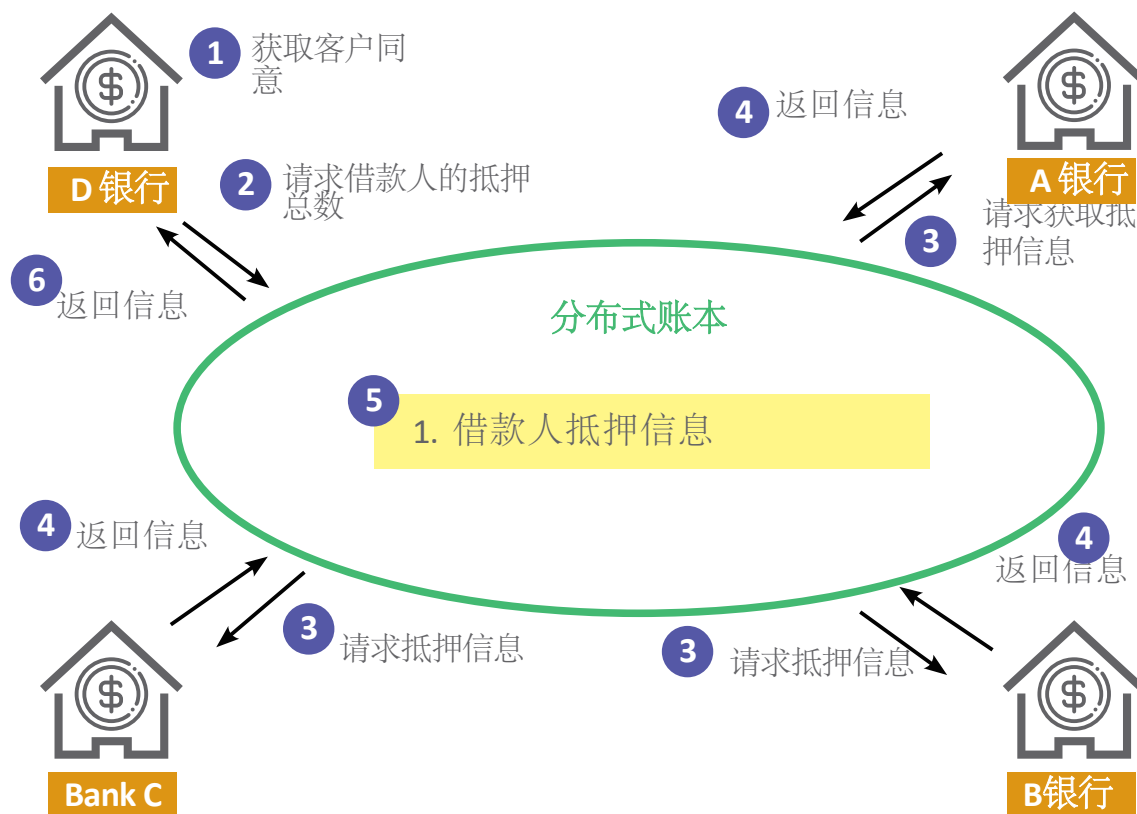 1 获取客户同
意
D 银行
2 请求借款人的抵押
总数
6 返回信息
4 返回信息
A 银行
3 请求获取抵
押信息
分布式账本
5
1. 借款人抵押信息
4 返回信息
3 请求抵押信息
Bank C
4
返回信息
3 请求抵押信息
B银行